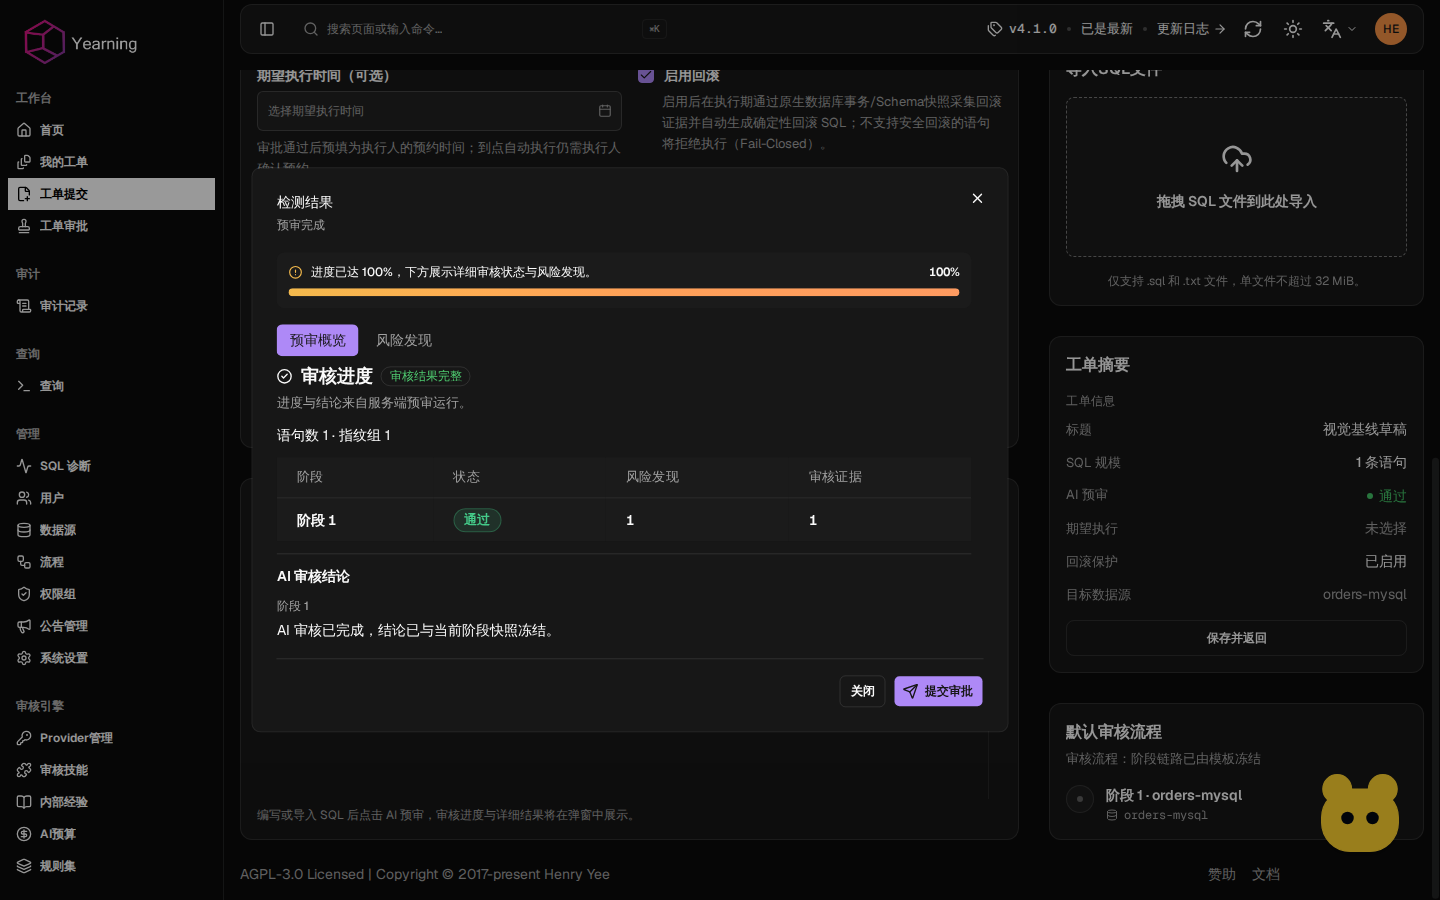 Yearning
搜索页面或输入命令...
⌘K
v4.1.0
已是最新
更新日志
HE
工作台
首页
我的工单
工单提交
工单审批
审计
审计记录
查询
查询
管理
SQL 诊断
用户
数据源
流程
权限组
公告管理
系统设置
审核引擎
Provider管理
审核技能
内部经验
AI预算
规则集
期望执行时间（可选）
选择期望执行时间
审批通过后预填为执行人的预约时间；到点自动执行仍需执行人
确认预约
启用回滚
启用后在执行期通过原生数据库事务/Schema快照采集回滚
证据并自动生成确定性回滚 SQL；不支持安全回滚的语句
将拒绝执行（Fail-Closed）。
检测结果
预审完成
进度已达 100%，下方展示详细审核状态与风险发现。
100%
预审概览
风险发现
审核进度
审核结果完整
进度与结论来自服务端预审运行。
语句数 1 · 指纹组 1
阶段 状态 风险发现 审核证据
阶段 1 通过 1 1
AI 审核结论
阶段 1
AI 审核已完成，结论已与当前阶段快照冻结。
关闭
提交审批
编写或导入 SQL 后点击 AI 预审，审核进度与详细结果将在弹窗中展示。
导入SQL文件
拖拽 SQL 文件到此处导入
仅支持 .sql 和 .txt 文件，单文件不超过 32 MiB。
工单摘要
工单信息
标题 视觉基线草稿
SQL 规模 1 条语句
AI 预审 通过
期望执行 未选择
回滚保护 已启用
目标数据源 orders-mysql
保存并返回
默认审核流程
审核流程：阶段链路已由模板冻结
阶段 1 · orders-mysql
orders-mysql
AGPL-3.0 Licensed | Copyright © 2017-present Henry Yee
赞助 文档